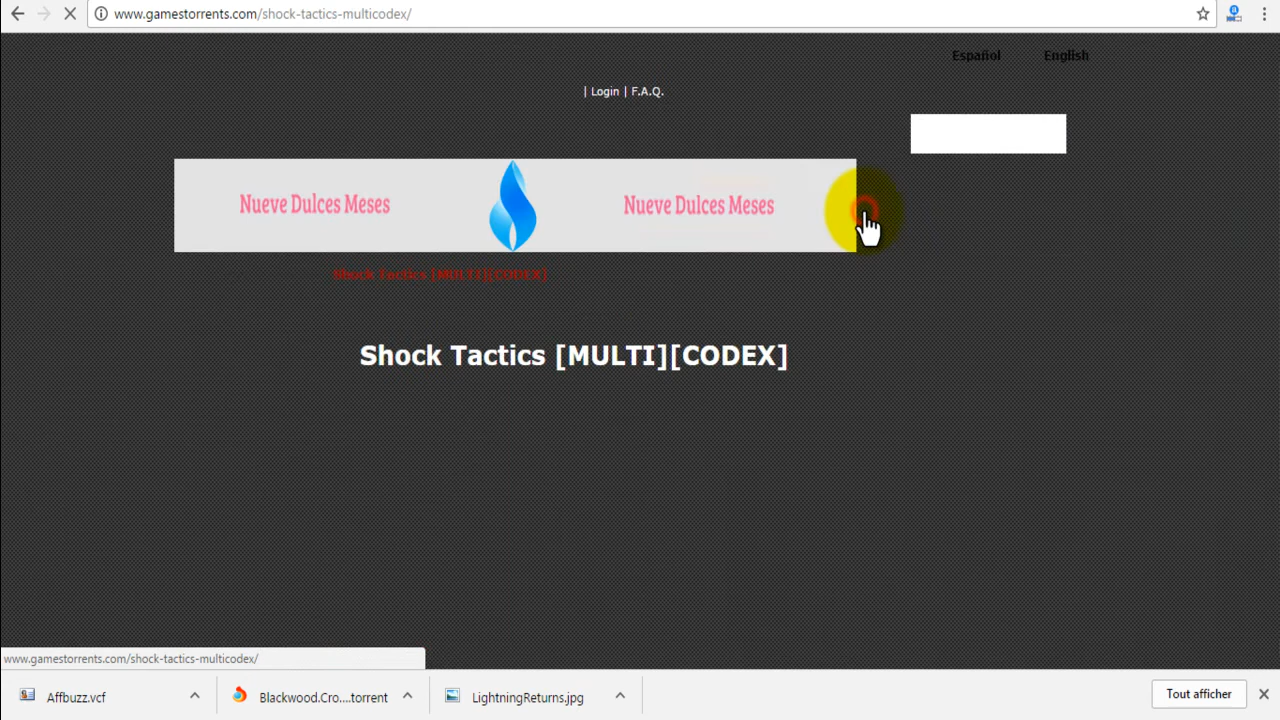 www.gamestorrents.com/shock-tactics-multicodex/
Español English
| Login | F.A.Q.
Nueve Dulces Meses Nueve Dulces Meses
Shock Tactics [MULTI][CODEX]
Shock Tactics [MULTI][CODEX]
www.gamestorrents.com/shock-tactics-multicodex/
Affbuzz.vcf Blackwood.Cro....torrent LightningReturns.jpg Tout afficher